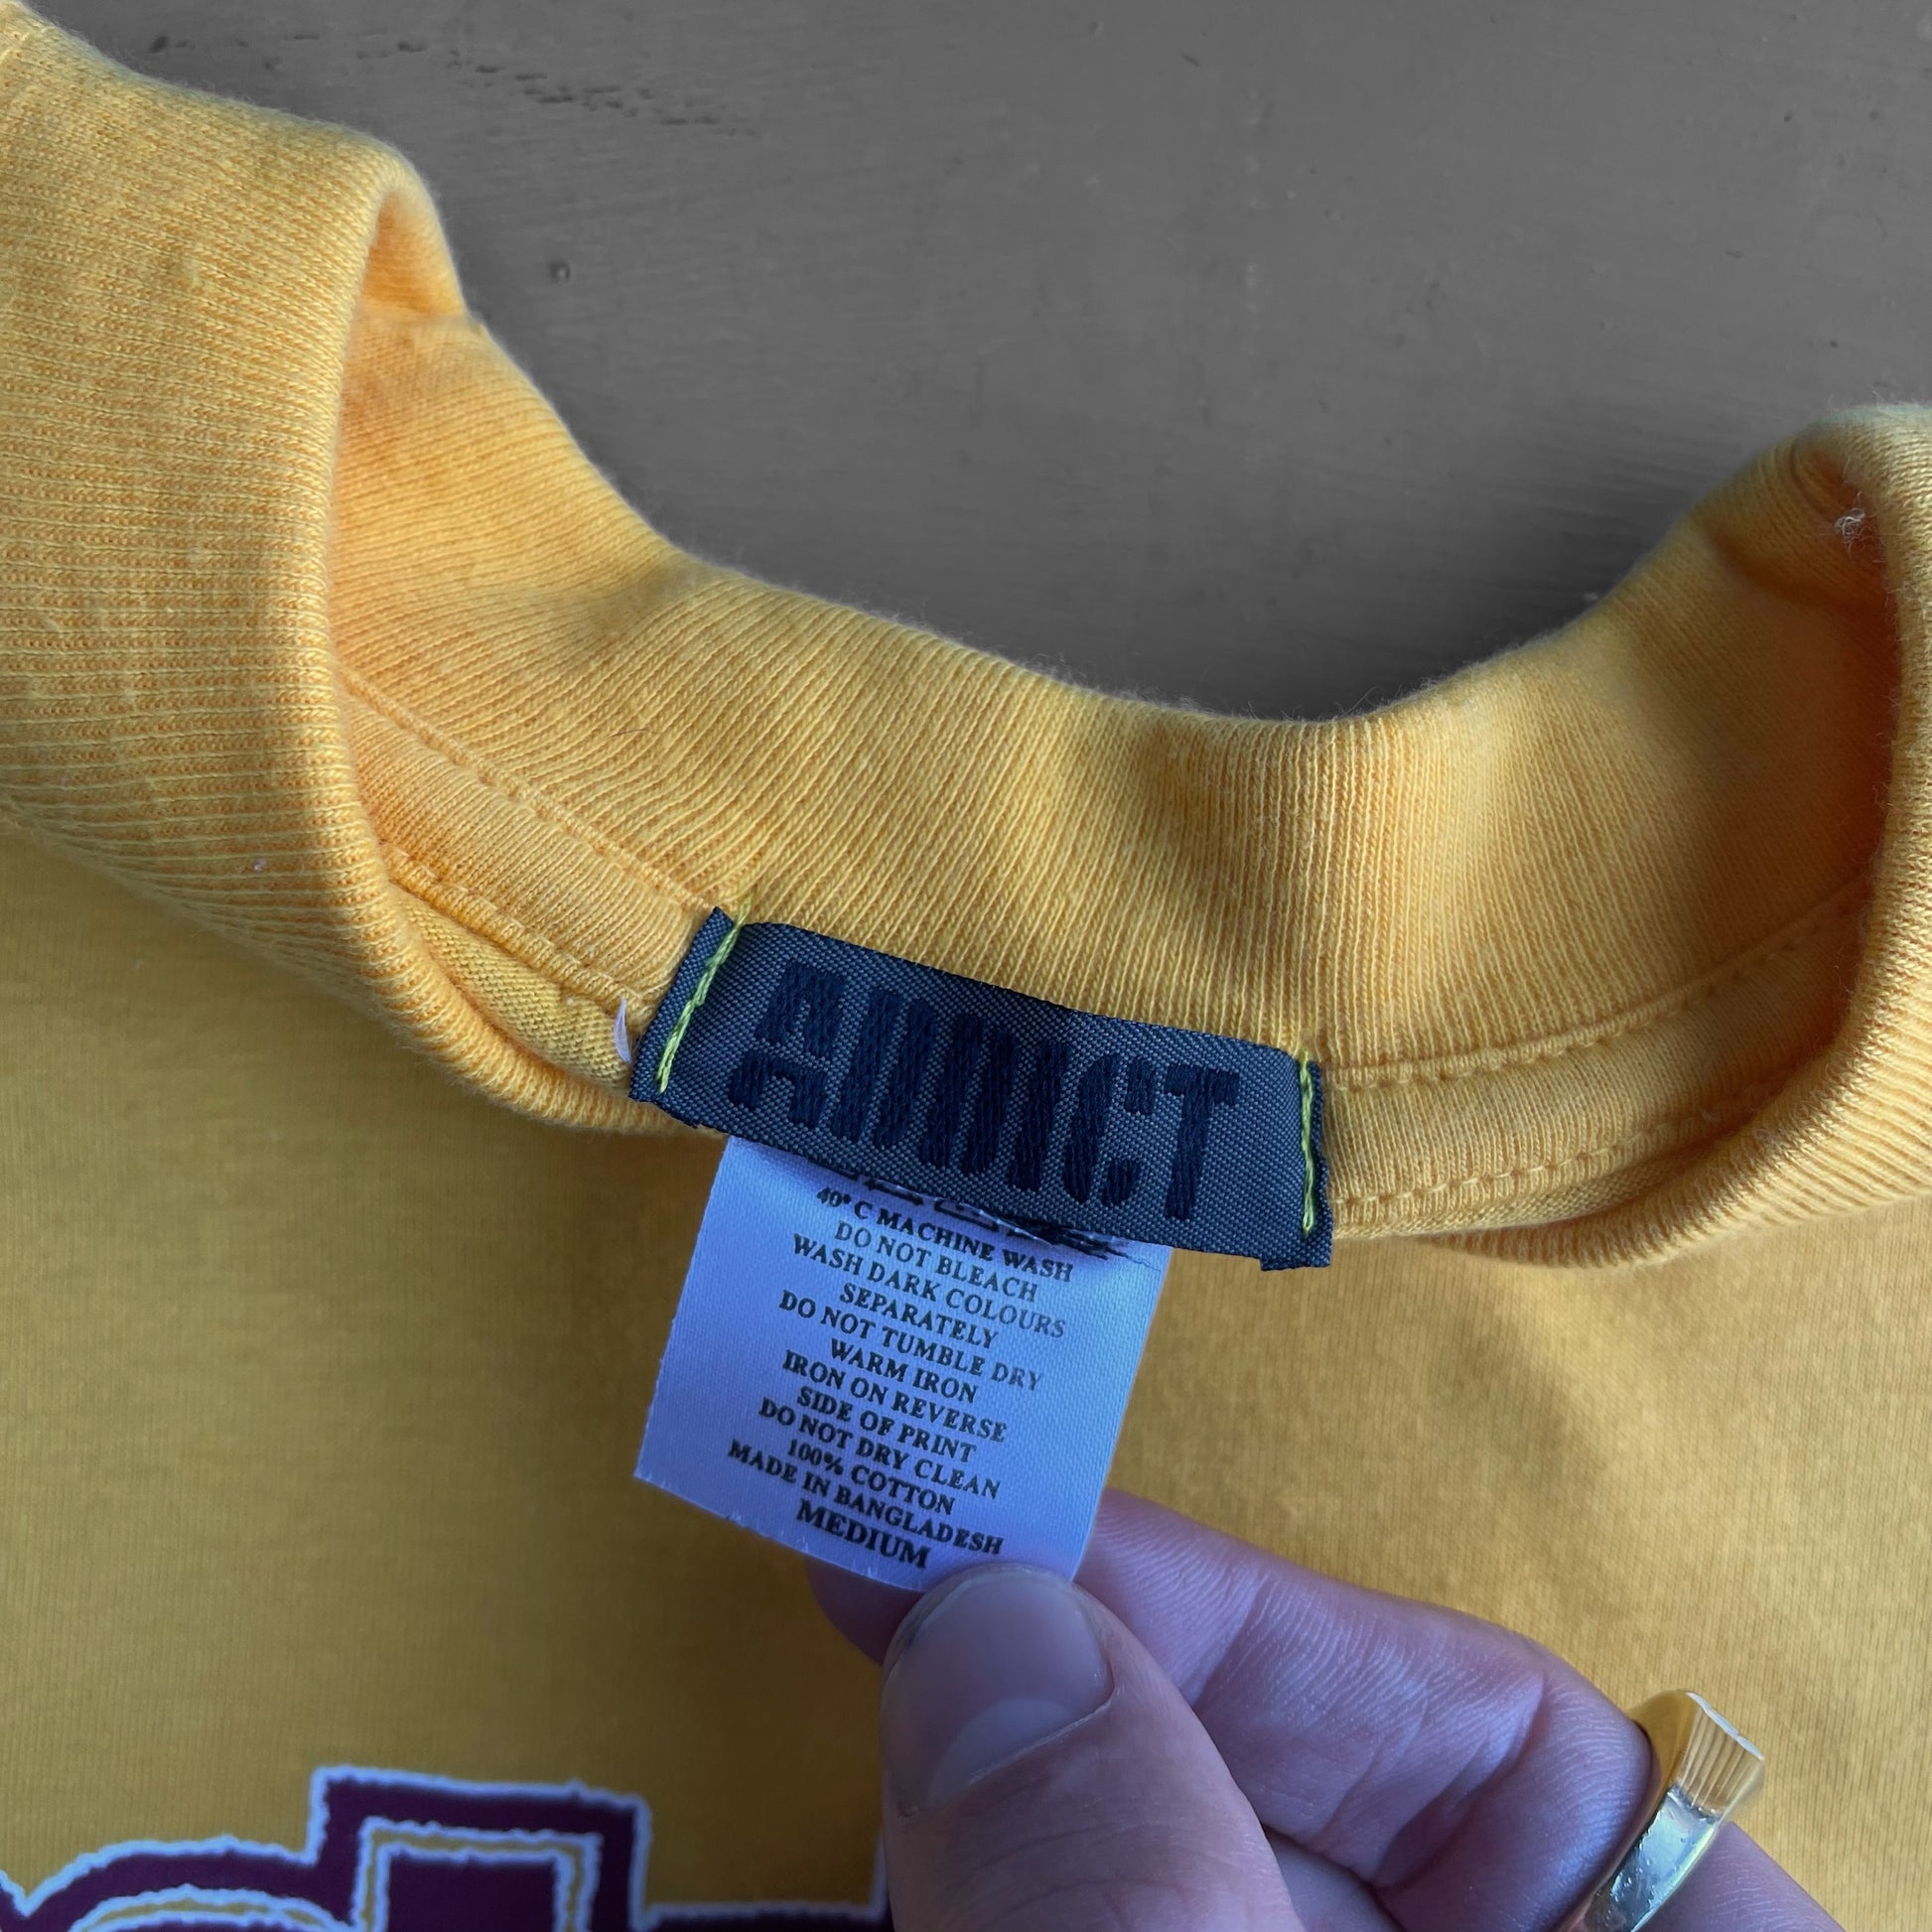 ADDICT
40° C MACHINE WASH
DO NOT BLEACH
WASH DARK COLOURS
SEPARATELY
DO NOT TUMBLE DRY
WARM IRON
IRON ON REVERSE
SIDE OF PRINT
DO NOT DRY CLEAN
100% COTTON
MADE IN BANGLADESH
MEDIUM